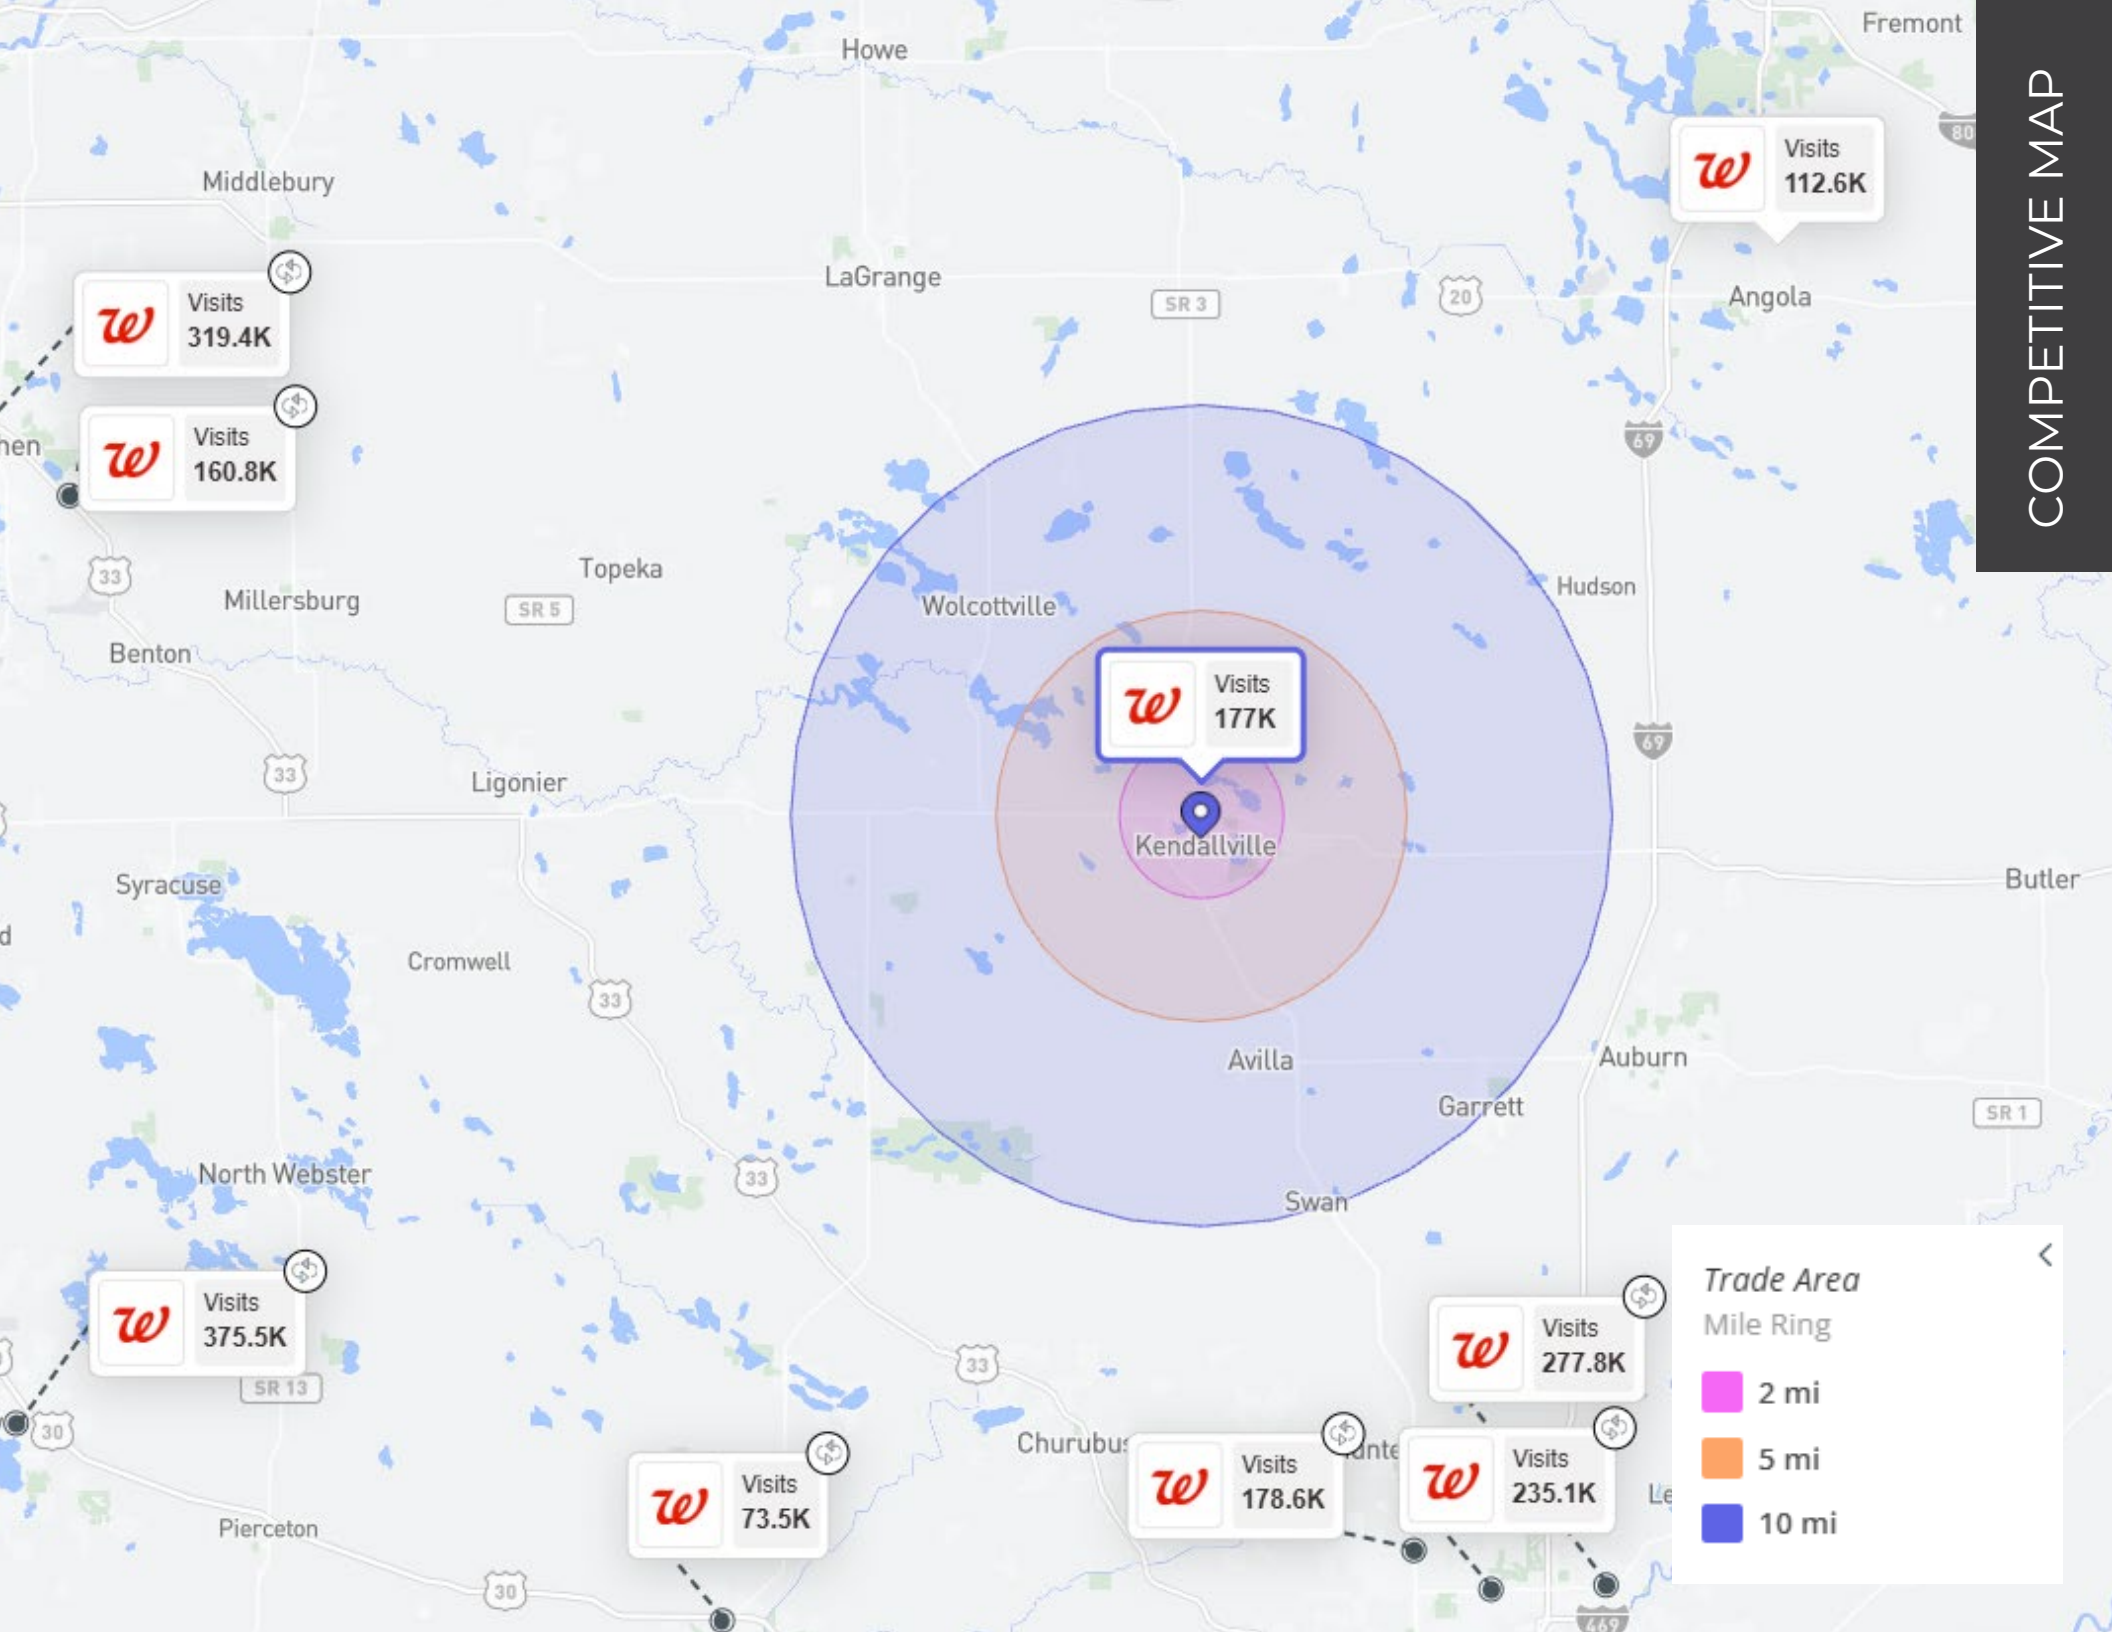 Howe
Fremont
80
COMPETITIVE MAP
Visits
112.6K
Middlebury
LaGrange
SR 3
20
Angola
Visits
319.4K
Visits
160.8K
69
33
Topeka
SR 5
Millersburg
Benton
Wolcottville
Hudson
Visits
177K
69
33
Ligonier
Kendallville
Syracuse
Butler
Cromwell
33
Avilla
Auburn
Garrett
SR 1
North Webster
33
Swan
Trade Area
Mile Ring
2 mi
5 mi
10 mi
Visits
375.5K
SR 13
30
33
Visits
277.8K
Visits
73.5K
Visits
178.6K
Visits
235.1K
Pierceton
30
469